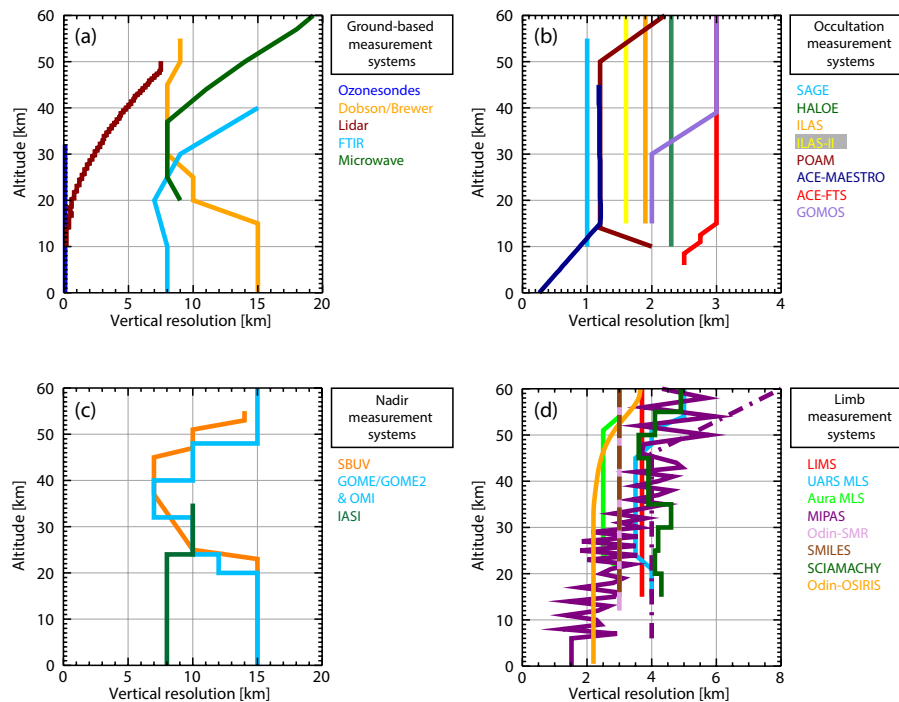 (a)
Ground-based
measurement
systems
Ozonesondes
Dobson/Brewer
Lidar
FTIR
Microwave
Altitude [km]
60
50
40
30
20
10
0
0 5 10 15 20
Vertical resolution [km]
(b)
Occultation
measurement
systems
SAGE
HALOE
ILAS
ILAS-II
POAM
ACE-MAESTRO
ACE-FTS
GOMOS
Altitude [km]
60
50
40
30
20
10
0
0 1 2 3 4
Vertical resolution [km]
(c)
Nadir
measurement
systems
SBUV
GOME/GOME2
& OMI
IASI
Altitude [km]
60
50
40
30
20
10
0
0 5 10 15 20
Vertical resolution [km]
(d)
Limb
measurement
systems
LIMS
UARS MLS
Aura MLS
MIPAS
Odin-SMR
SMILES
SCIAMACHY
Odin-OSIRIS
Altitude [km]
60
50
40
30
20
10
0
0 2 4 6 8
Vertical resolution [km]